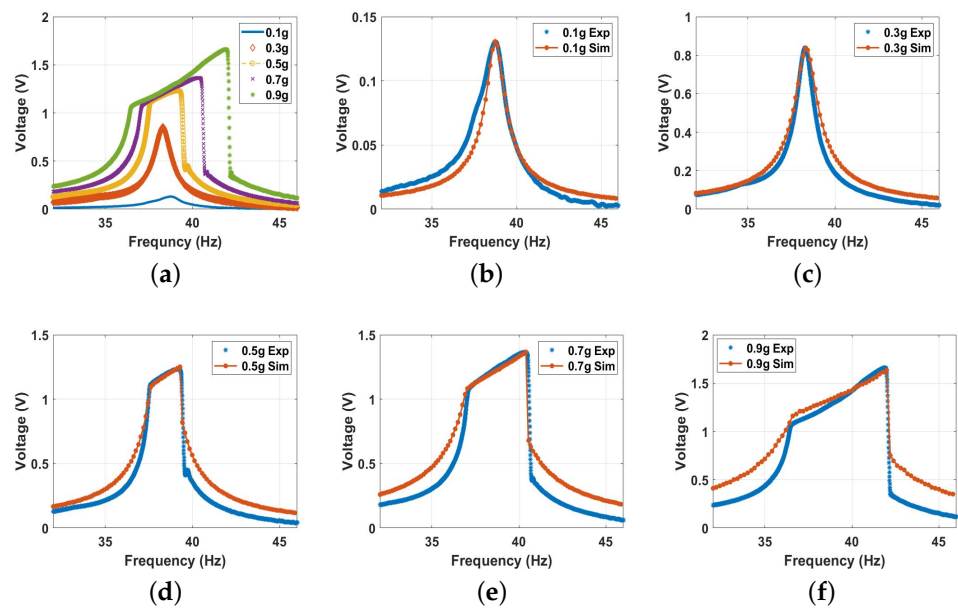 2
1.5
1
0.5
0
Voltage (V)
35 40 45
Frequncy (Hz)
0.1g
0.3g
0.5g
0.7g
0.9g
(a)
0.15
0.1
0.05
0
Voltage (V)
35 40 45
Frequency (Hz)
0.1g Exp
0.1g Sim
(b)
1
0.8
0.6
0.4
0.2
0
Voltage (V)
35 40 45
Frequency (Hz)
0.3g Exp
0.3g Sim
(c)
1.5
1
0.5
0
Voltage (V)
35 40 45
Frequency (Hz)
0.5g Exp
0.5g Sim
(d)
1.5
1
0.5
0
Voltage (V)
35 40 45
Frequency (Hz)
0.7g Exp
0.7g Sim
(e)
2
1.5
1
0.5
0
Voltage (V)
35 40 45
Frequency (Hz)
0.9g Exp
0.9g Sim
(f)